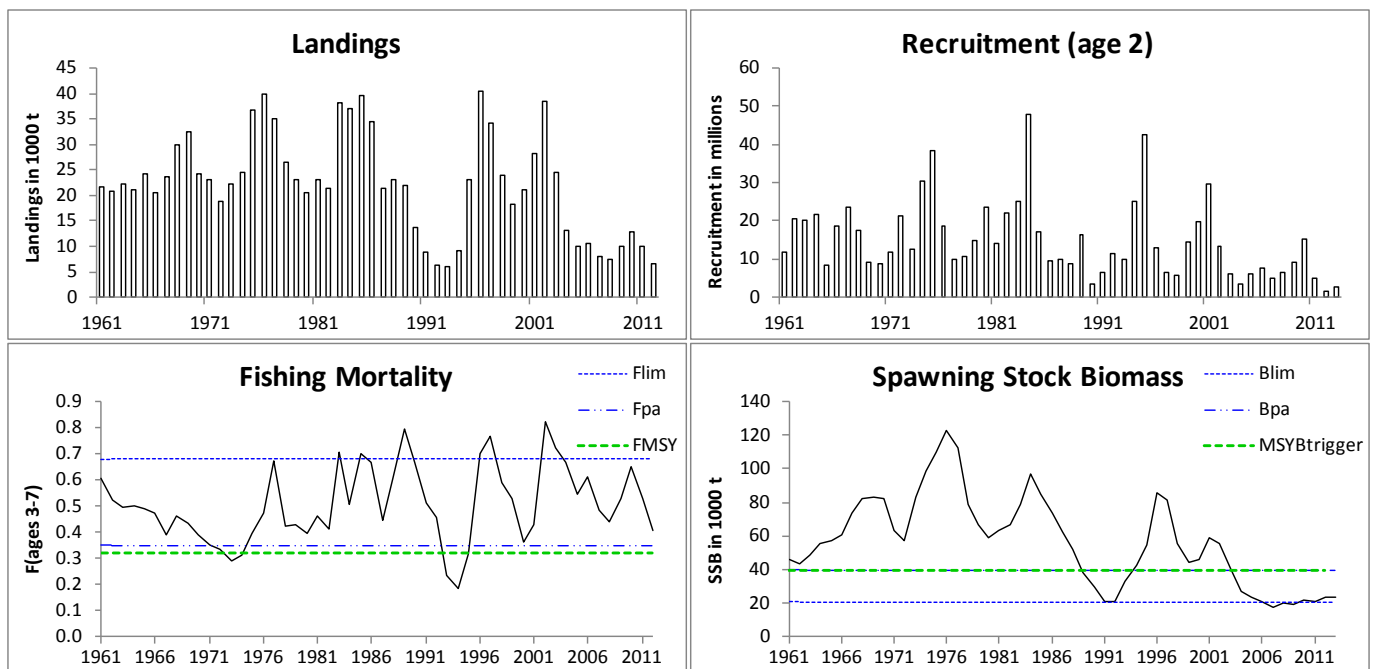 Landings
Landings in 1000 t
45
40
35
30
25
20
15
10
5
0
1961 1971 1981 1991 2001 2011
Recruitment (age 2)
Recruitment in millions
60
50
40
30
20
10
0
1961 1971 1981 1991 2001 2011
Fishing Mortality
Flim
Fpa
FMSY
F(ages 3-7)
0.9
0.8
0.7
0.6
0.5
0.4
0.3
0.2
0.1
0.0
1961 1966 1971 1976 1981 1986 1991 1996 2001 2006 2011
Spawning Stock Biomass
Blim
Bpa
MSYBtrigger
SSB in 1000 t
140
120
100
80
60
40
20
0
1961 1966 1971 1976 1981 1986 1991 1996 2001 2006 2011